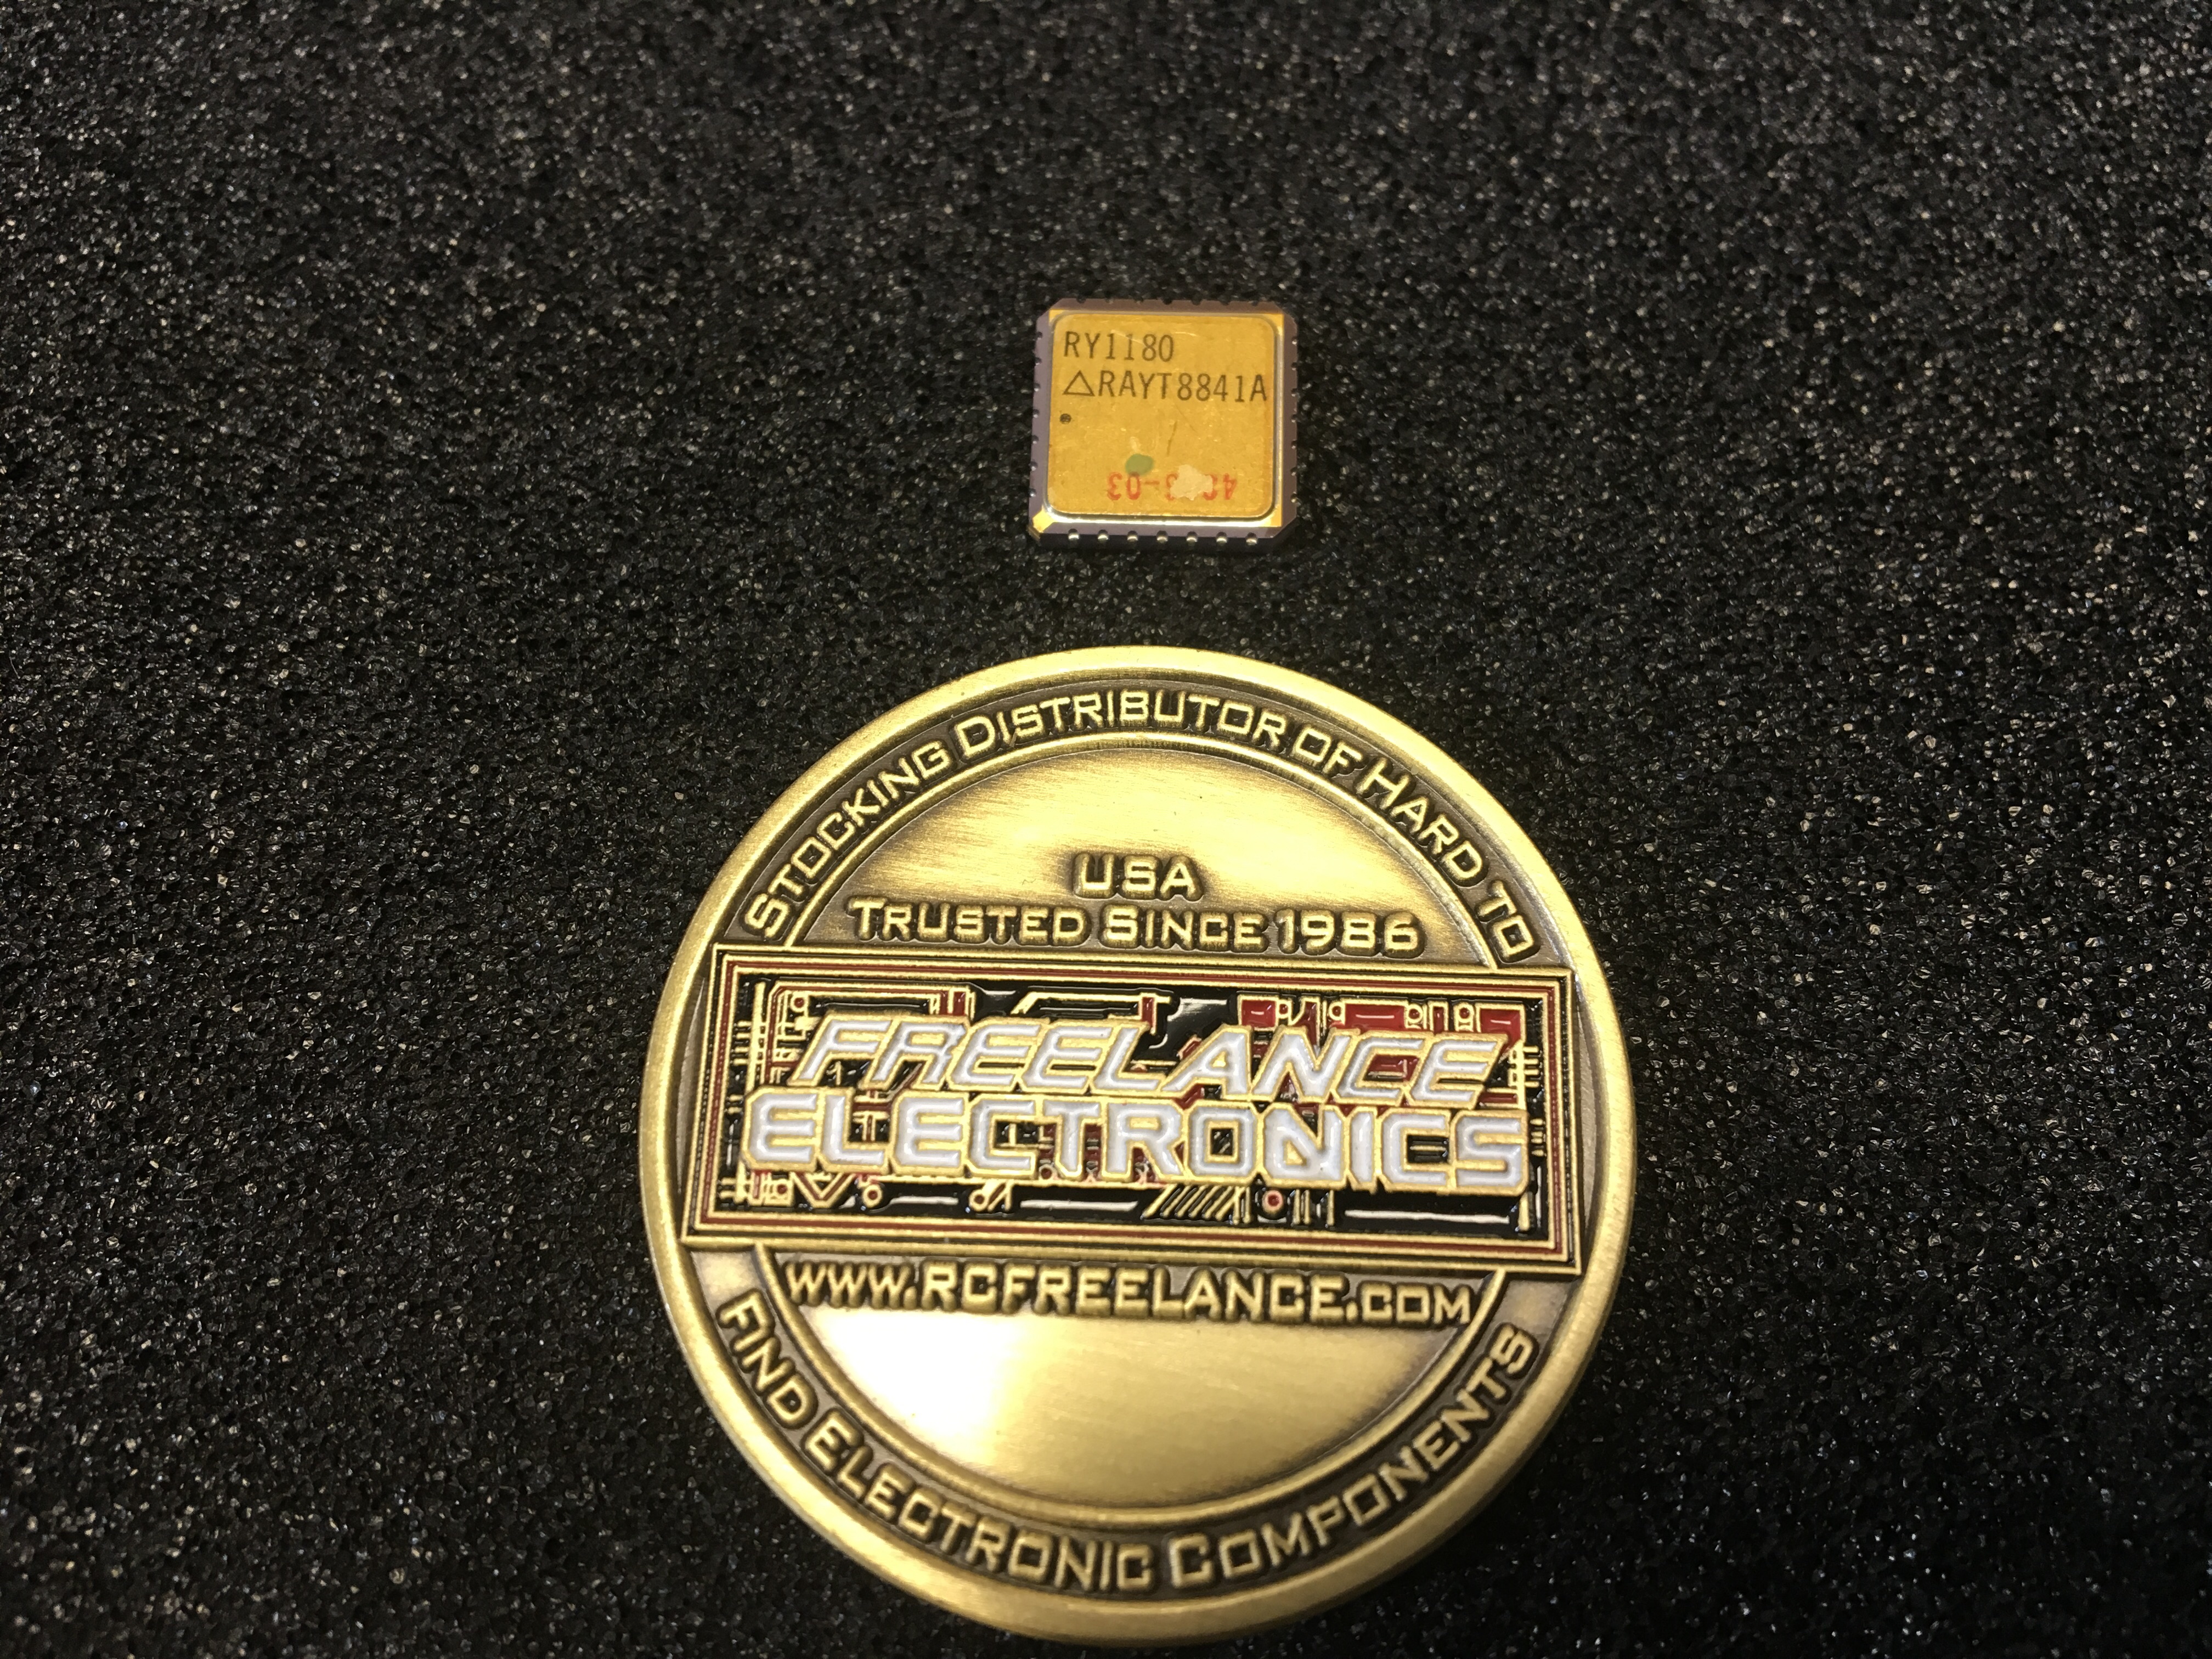 RY1180
△RAYT8841A
STOCKING DISTRIBUTOR OF HARD TO
USA
TRUSTED SINCE 1986
FREELANCE
ELECTRONICS
WWW.RCFREELANCE.COM
FIND ELECTRONIC COMPONENTS